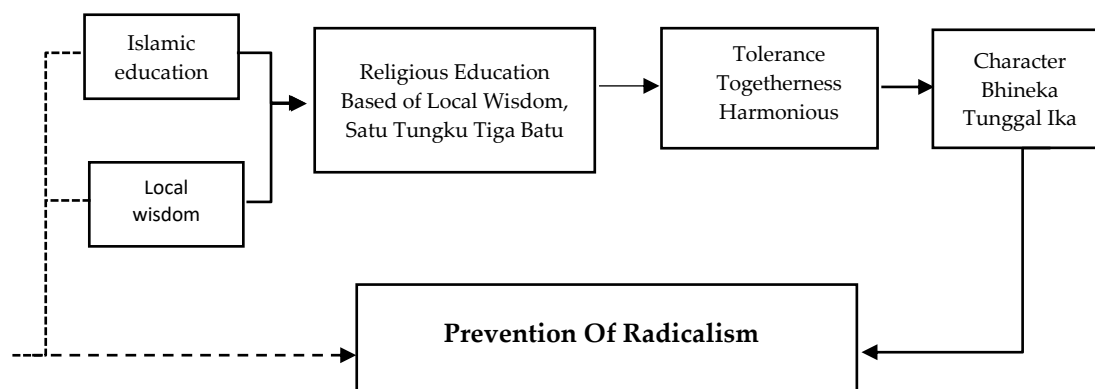 Islamic
education
Local
wisdom
Religious Education
Based of Local Wisdom,
Satu Tungku Tiga Batu
Tolerance
Togetherness
Harmonious
Character
Bhineka
Tunggal Ika
Prevention Of Radicalism